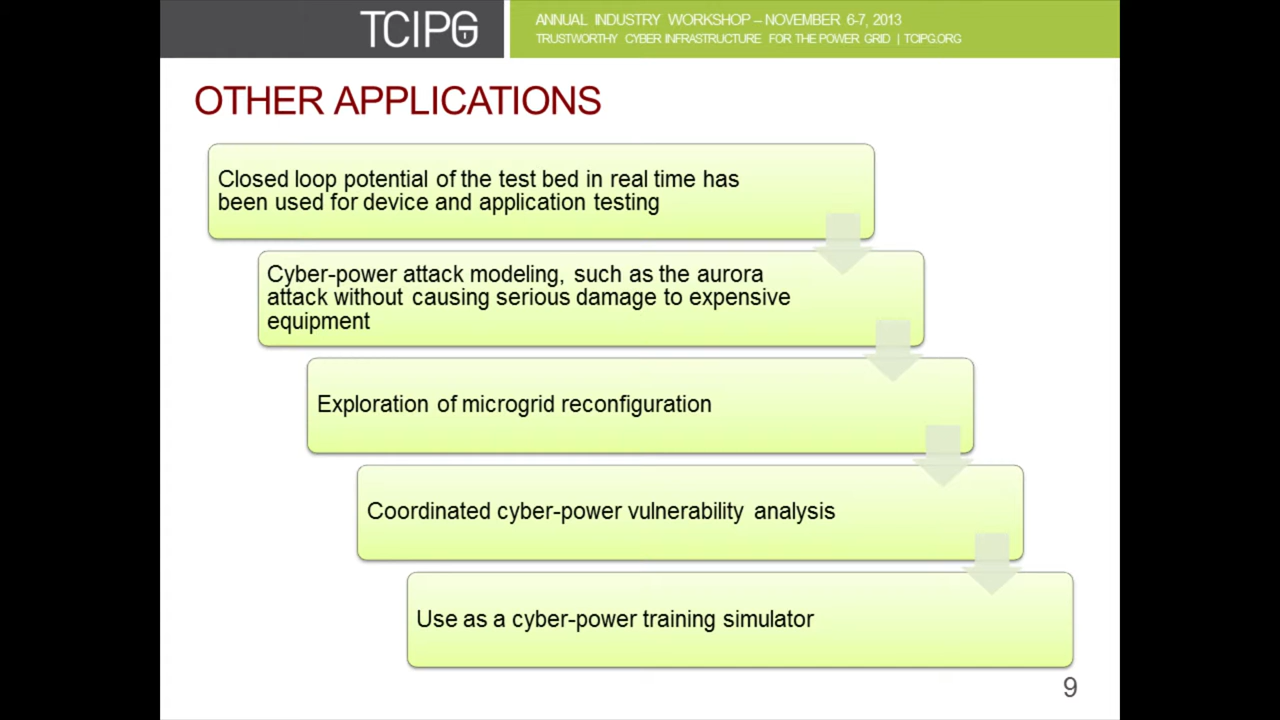 TCIPG
ANNUAL INDUSTRY WORKSHOP – NOVEMBER 6-7, 2013
TRUSTWORTHY CYBER INFRASTRUCTURE FOR THE POWER GRID | TCIPG.ORG
OTHER APPLICATIONS
Closed loop potential of the test bed in real time has
been used for device and application testing
Cyber-power attack modeling, such as the aurora
attack without causing serious damage to expensive
equipment
Exploration of microgrid reconfiguration
Coordinated cyber-power vulnerability analysis
Use as a cyber-power training simulator
9